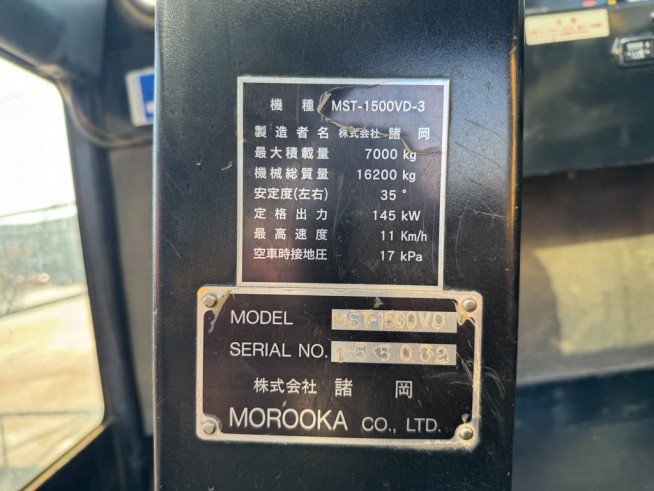 機種 MST-1500VD-3
製造者名 株式会社 諸岡
最大積載量 7000 kg
機械総質量 16200 kg
安定度(左右) 35 °
定格出力 145 kW
最高速度 11 Km/h
空車時接地圧 17 kPa
MODEL MST-1500VD
SERIAL NO. 155032
株式会社 諸岡
MOROOKA CO., LTD.